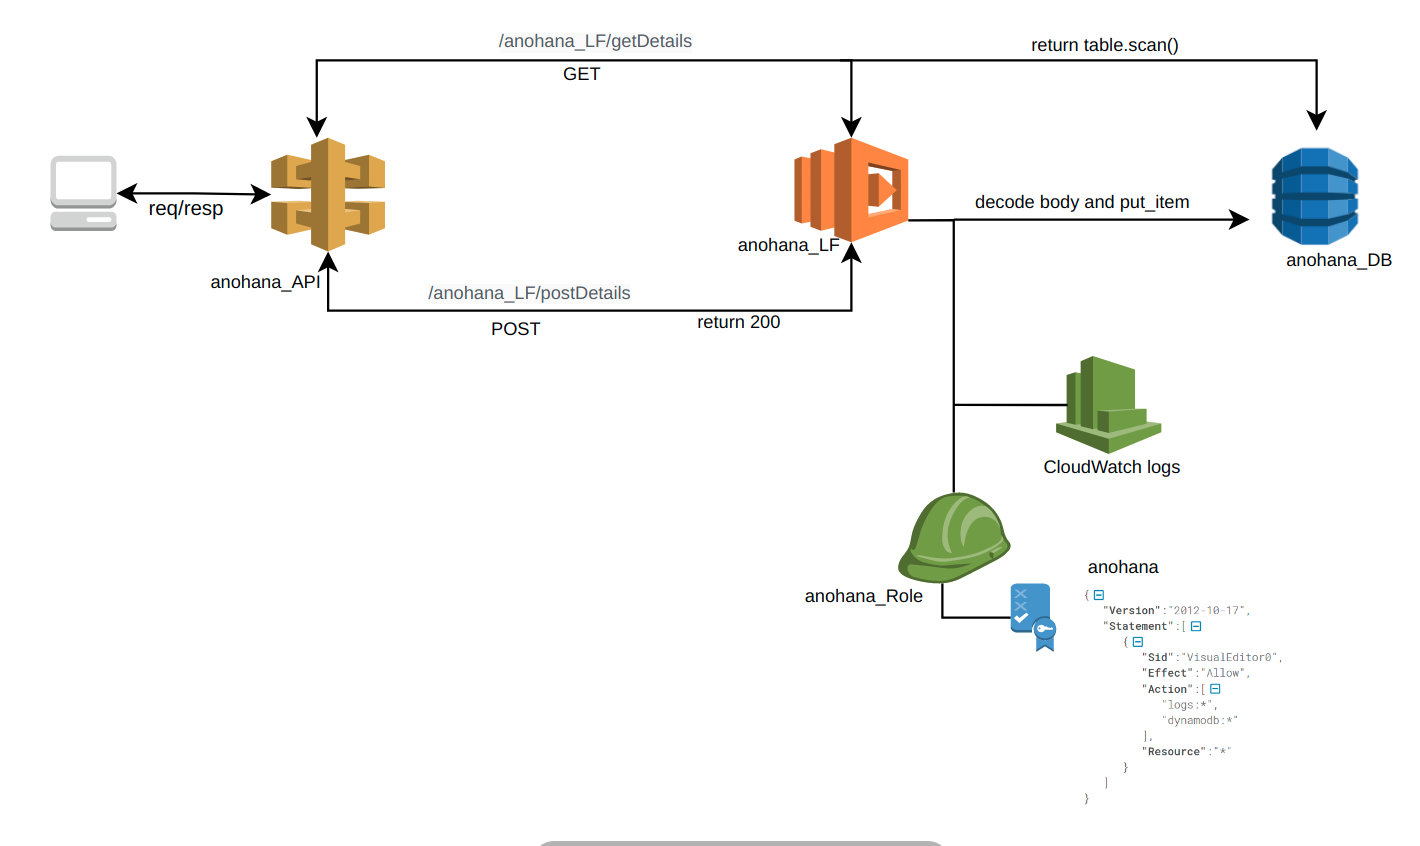 /anohana_LF/getDetails
return table.scan()
GET
decode body and put_item
req/resp
anohana_LF
anohana_DB
anohana_API
/anohana_LF/postDetails
return 200
POST
CloudWatch logs
anohana
anohana_Role
{
"Version":"2012-10-17",
"Statement":[
{
"Sid":"VisualEditor0",
"Effect":"Allow",
"Action":[
"logs:*",
"dynamodb:*"
],
"Resource":"*"
}
]
}